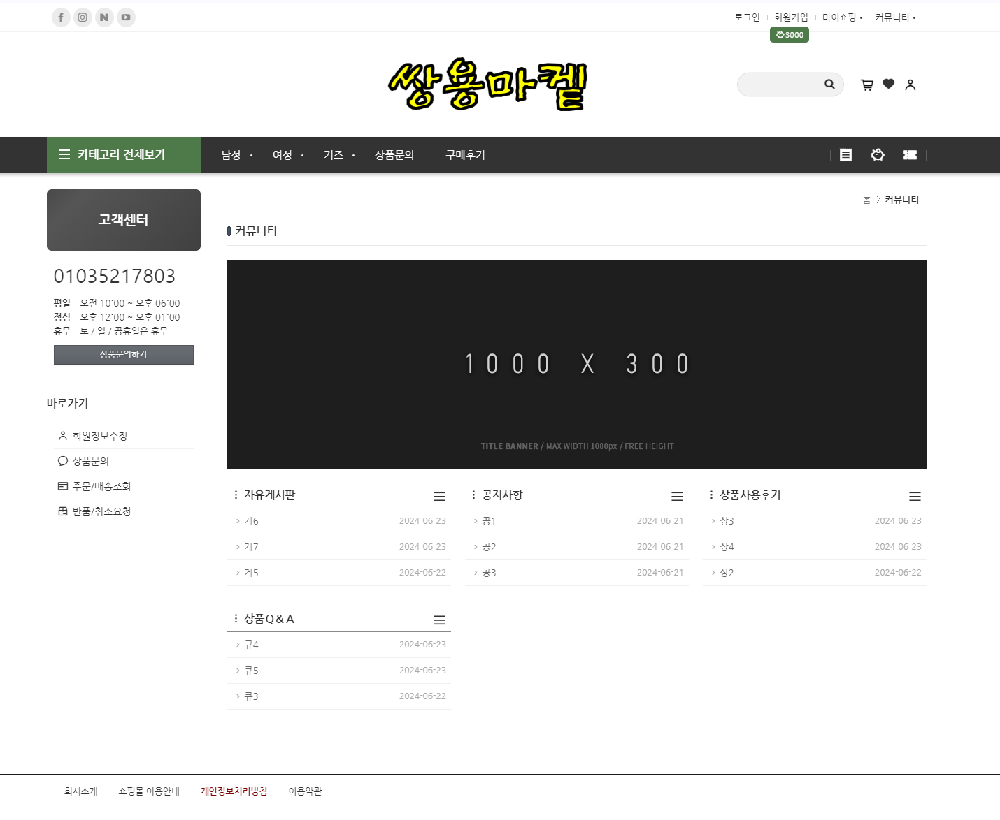 로그인 회원가입 마이쇼핑 커뮤니티
3000
쌍용마켙
카테고리 전체보기 남성 여성 키즈 상품문의 구매후기
고객센터
01035217803
평일 오전 10:00 ~ 오후 06:00
점심 오후 12:00 ~ 오후 01:00
휴무 토 / 일 / 공휴일은 휴무
상품문의하기
바로가기
회원정보수정
상품문의
주문/배송조회
반품/취소요청
홈 > 커뮤니티
커뮤니티
1000 X 300
TITLE BANNER / MAX WIDTH 1000px / FREE HEIGHT
자유게시판
게6 2024-06-23
게7 2024-06-23
게5 2024-06-22
공지사항
공1 2024-06-21
공2 2024-06-21
공3 2024-06-21
상품사용후기
상3 2024-06-23
상4 2024-06-23
상2 2024-06-22
상품Q&A
큐4 2024-06-23
큐5 2024-06-23
큐3 2024-06-22
회사소개 쇼핑몰 이용안내 개인정보처리방침 이용약관